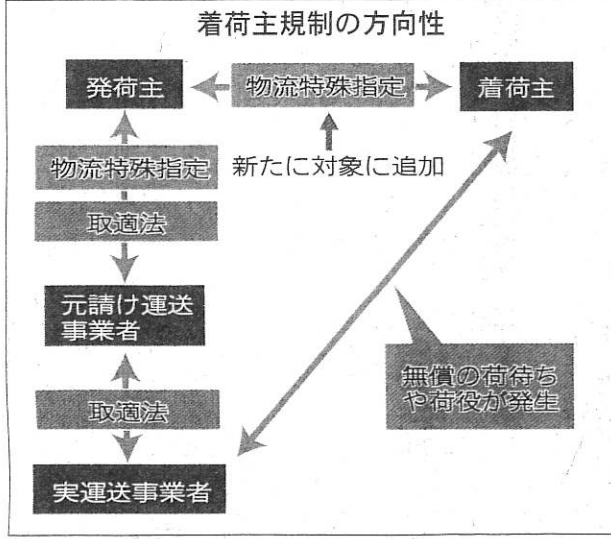 着荷主規制の方向性
発荷主
物流特殊指定
着荷主
新たに対象に追加
物流特殊指定
取適法
元請け運送
事業者
無償の荷待ち
や荷役が発生
取適法
実運送事業者